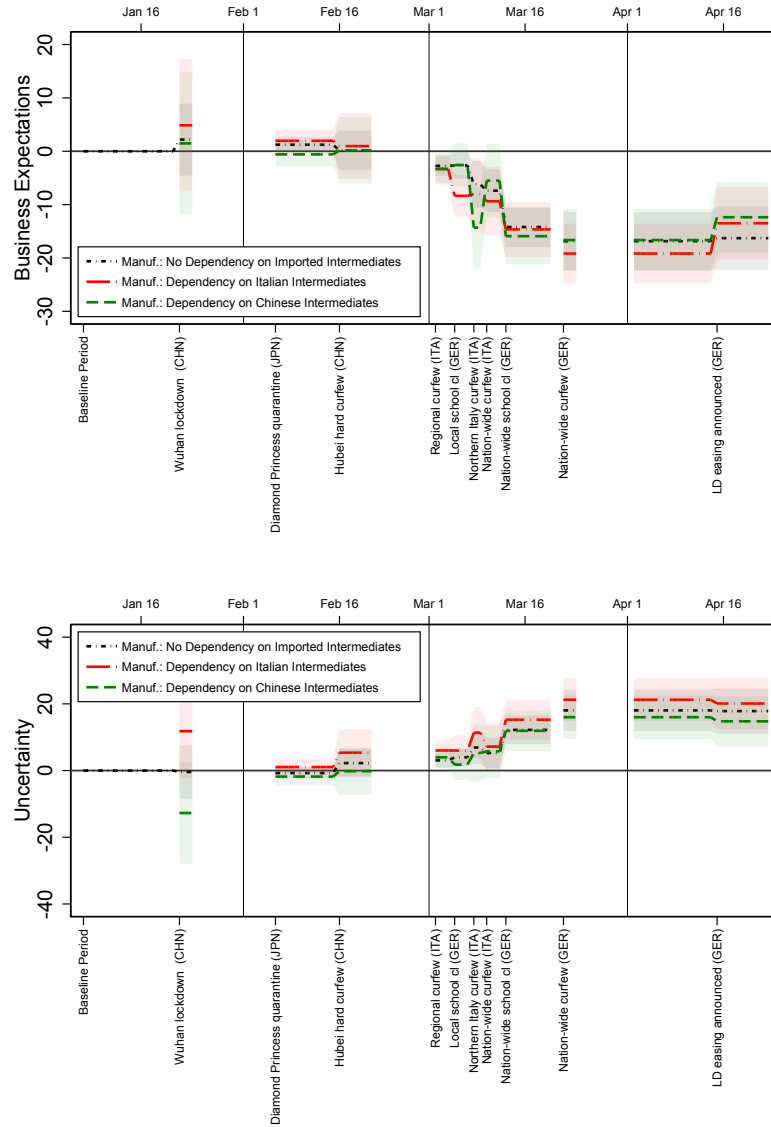 Jan 16 Feb 1 Feb 16 Mar 1 Mar 16 Apr 1 Apr 16
Business Expectations
20
10
0
-10
-20
-30
Manuf.: No Dependency on Imported Intermediates
Manuf.: Dependency on Italian Intermediates
Manuf.: Dependency on Chinese Intermediates
Baseline Period
Wuhan lockdown (CHN)
Diamond Princess quarantine (JPN)
Hubei hard curfew (CHN)
Regional curfew (ITA)
Local school cl (GER)
Northern Italy curfew (ITA)
Nation-wide curfew (ITA)
Nation-wide school cl (GER)
Nation-wide curfew (GER)
LD easing announced (GER)
Jan 16 Feb 1 Feb 16 Mar 1 Mar 16 Apr 1 Apr 16
Uncertainty
40
20
0
-20
-40
Manuf.: No Dependency on Imported Intermediates
Manuf.: Dependency on Italian Intermediates
Manuf.: Dependency on Chinese Intermediates
Baseline Period
Wuhan lockdown (CHN)
Diamond Princess quarantine (JPN)
Hubei hard curfew (CHN)
Regional curfew (ITA)
Local school cl (GER)
Northern Italy curfew (ITA)
Nation-wide curfew (ITA)
Nation-wide school cl (GER)
Nation-wide curfew (GER)
LD easing announced (GER)